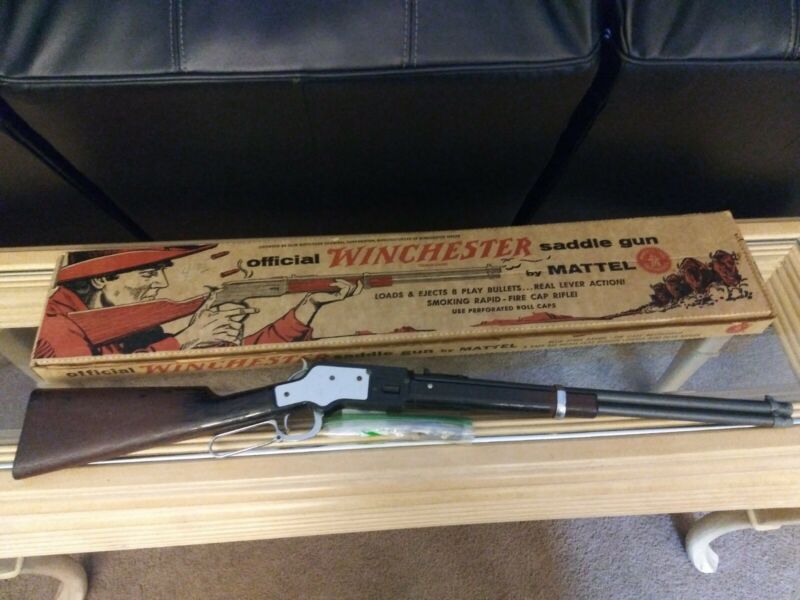 official WINCHESTER saddle gun
by MATTEL
LOADS & EJECTS 8 PLAY BULLETS...REAL LEVER ACTION!
SMOKING RAPID-FIRE CAP RIFLE!
USE PERFORATED ROLL CAPS
official WINCHESTER saddle gun by MATTEL